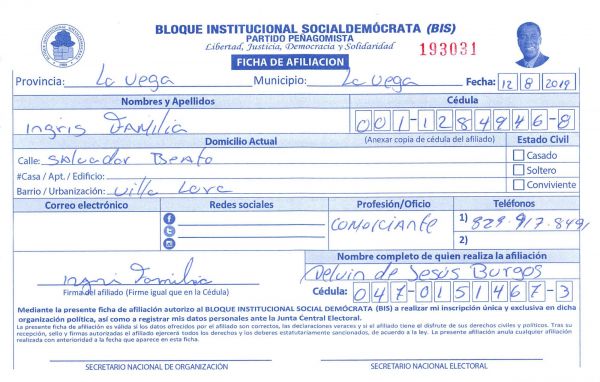 BLOQUE INSTITUCIONAL SOCIALDEMÓCRATA (BIS)
PARTIDO PEÑAGOMISTA
Libertad, Justicia, Democracia y Solidaridad
193031
FICHA DE AFILIACION
Provincia: La vega Municipio: La vega Fecha: 12 8 2019
Nombres y Apellidos Cédula
Ingris Familia 001-1284946-8
Domicilio Actual (Anexar copia de cédula del afiliado) Estado Civil
Calle: Salvador Beato Casado
#Casa / Apt. / Edificio: Soltero
Barrio / Urbanización: Villa Lora Conviviente
Correo electrónico Redes sociales Profesión/Oficio Teléfonos
Comerciante 1) 829-917-8491
2)
Nombre completo de quien realiza la afiliación
Ingri Familia Delvin de Jesús Burgos
Firma del afiliado (Firme igual que en la Cédula) Cédula: 047-0151467-3
Mediante la presente ficha de afiliación autorizo al BLOQUE INSTITUCIONAL SOCIAL DEMÓCRATA (BIS) a realizar mi inscripción única y exclusiva en dicha
organización política, así como a registrar mis datos personales ante la Junta Central Electoral.
La presente ficha de afiliación es válida si los datos ofrecidos por el afiliado son correctos, las declaraciones veraces y si el afiliado tiene el disfrute de sus derechos civiles y políticos. Tras su
recepción, sello y firmas autorizadas el afiliado ejercerá todos los derechos y los deberes estatutariamente sancionados, de acuerdo a la ley. La presente afiliación anula cualquier afiliación
realizada con anterioridad a la fecha que aparece en esta ficha.
SECRETARIO NACIONAL DE ORGANIZACIÓN SECRETARIO NACIONAL ELECTORAL